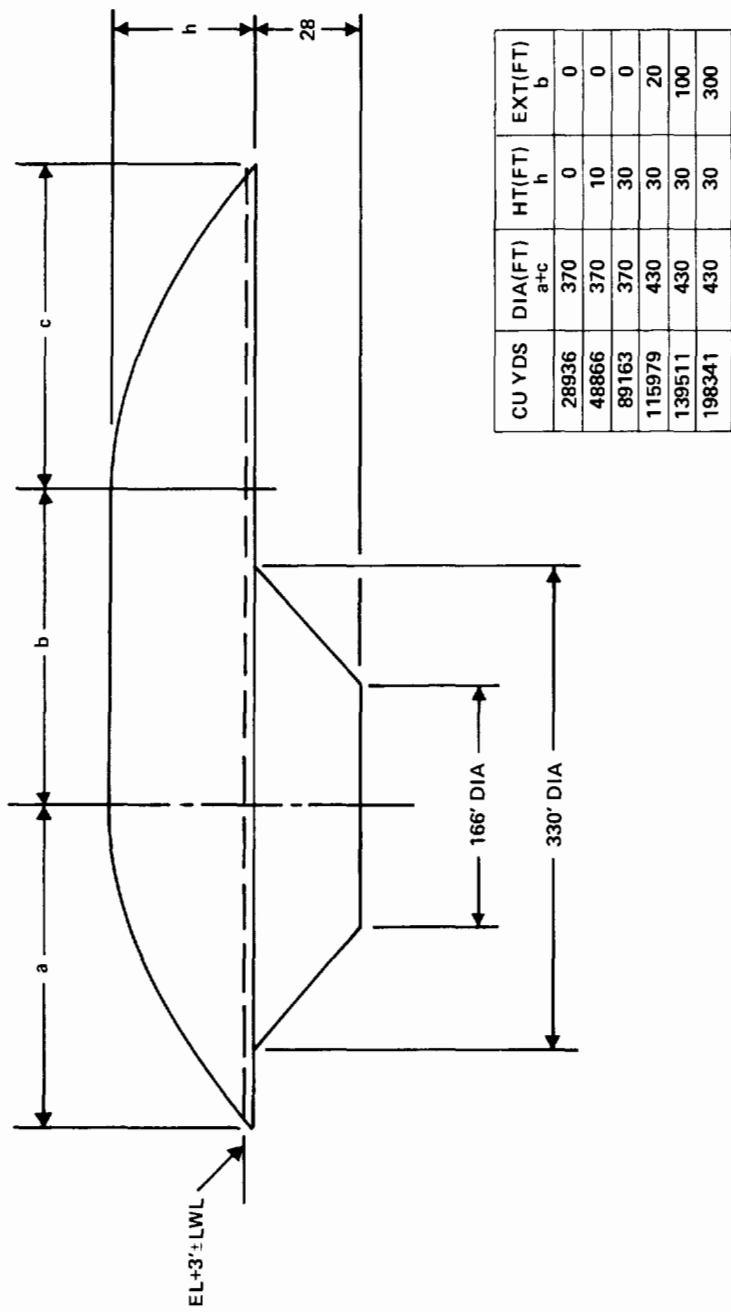 a
b
c
h
28
EL+3'±LWL
166' DIA
330' DIA
CU YDS DIA(FT) a+c HT(FT) h EXT(FT) b
28936 370 0 0
48866 370 10 0
89163 370 30 0
115979 430 30 20
139511 430 30 100
198341 430 30 300